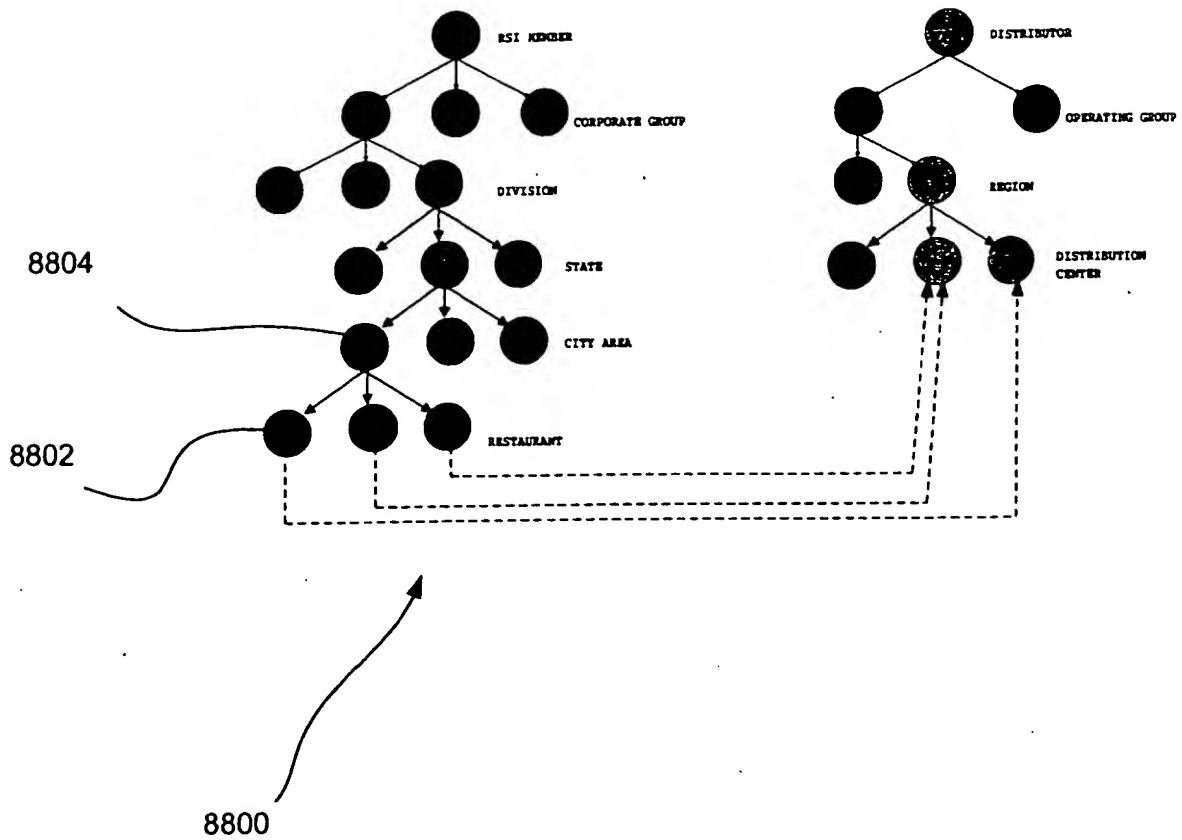 RSI MEMBER
DISTRIBUTOR
CORPORATE GROUP
OPERATING GROUP
DIVISION
REGION
8804
STATE
DISTRIBUTION
CENTER
CITY AREA
8802
RESTAURANT
8800